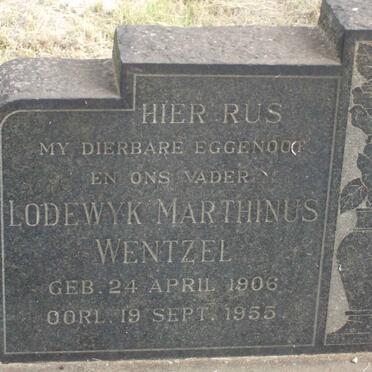 HIER RUS
MY DIERBARE EGGENOOT
EN ONS VADER
LODEWYK MARTHINUS
WENTZEL
GEB. 24 APRIL 1906.
OORL. 19 SEPT. 1955.